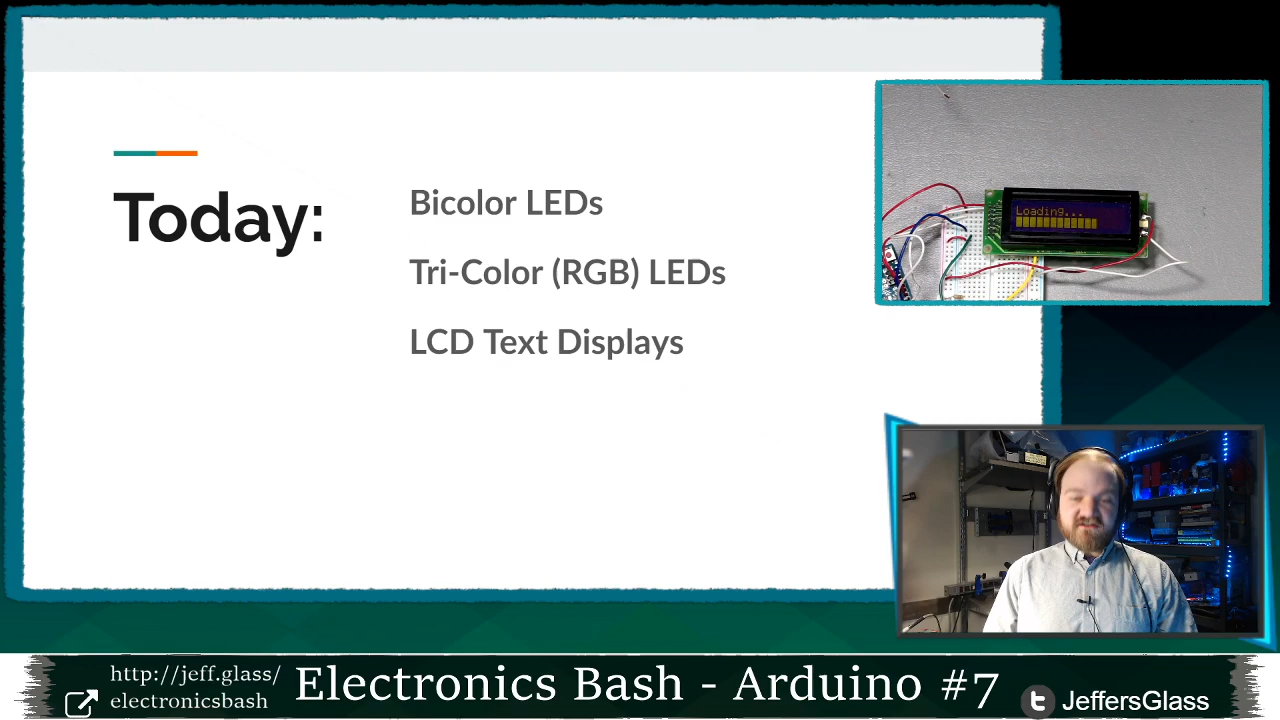 Today:
Bicolor LEDs
Tri-Color (RGB) LEDs
LCD Text Displays
Loading...
http://jeff.glass/
electronicsbash
Electronics Bash - Arduino #7
JeffersGlass